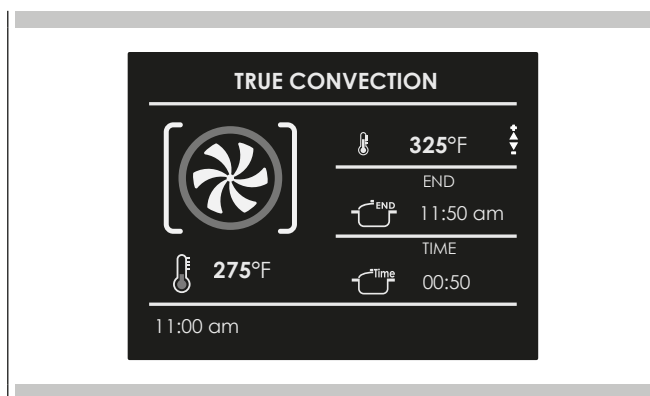 TRUE CONVECTION
325°F
END
END
11:50 am
TIME
Time
00:50
275°F
11:00 am